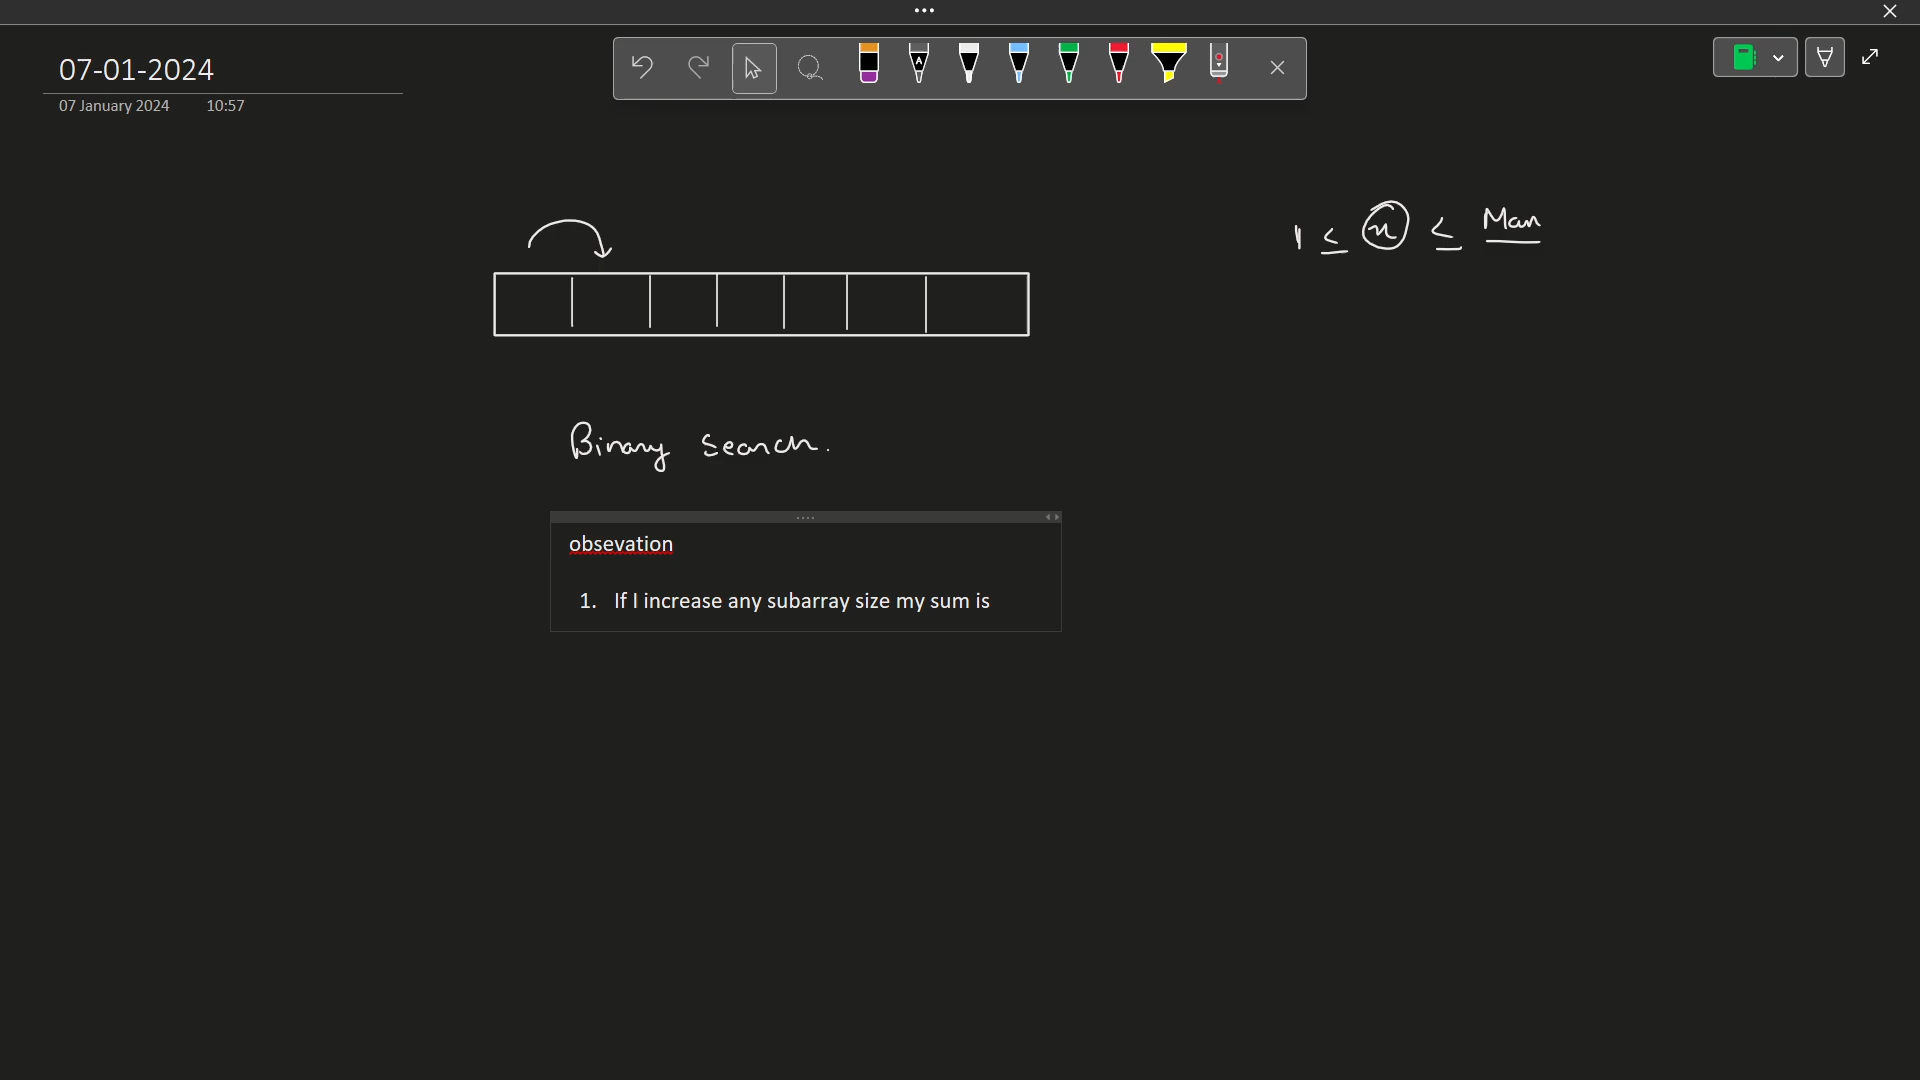 07-01-2024
07 January 2024 10:57
1 ≤ x ≤ Max
Binary search.
obsevation
1. If I increase any subarray size my sum is